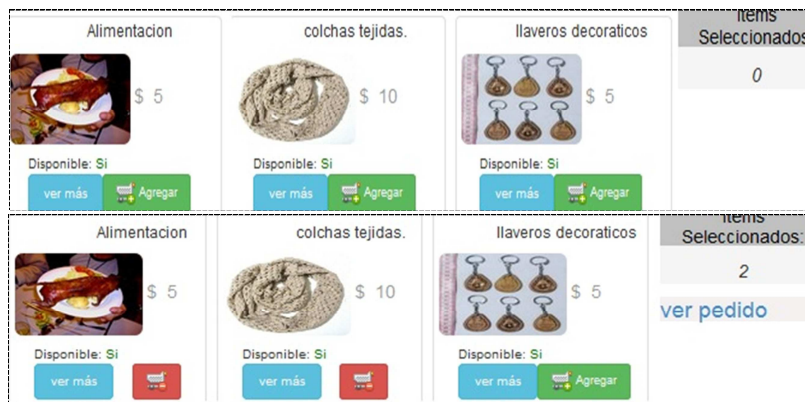 Alimentacion
colchas tejidas.
llaveros decoraticos
Items
Seleccionados
$ 5
$ 10
$ 5
0
Disponible: Si
Disponible: Si
Disponible: Si
ver más
Agregar
ver más
Agregar
ver más
Agregar
Alimentacion
colchas tejidas.
llaveros decoraticos
Items
Seleccionados:
$ 5
$ 10
$ 5
2
ver pedido
Disponible: Si
Disponible: Si
Disponible: Si
ver más
ver más
ver más
Agregar